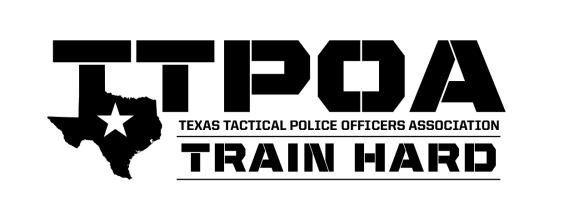 TTPOA
TEXAS TACTICAL POLICE OFFICERS ASSOCIATION
TRAIN HARD